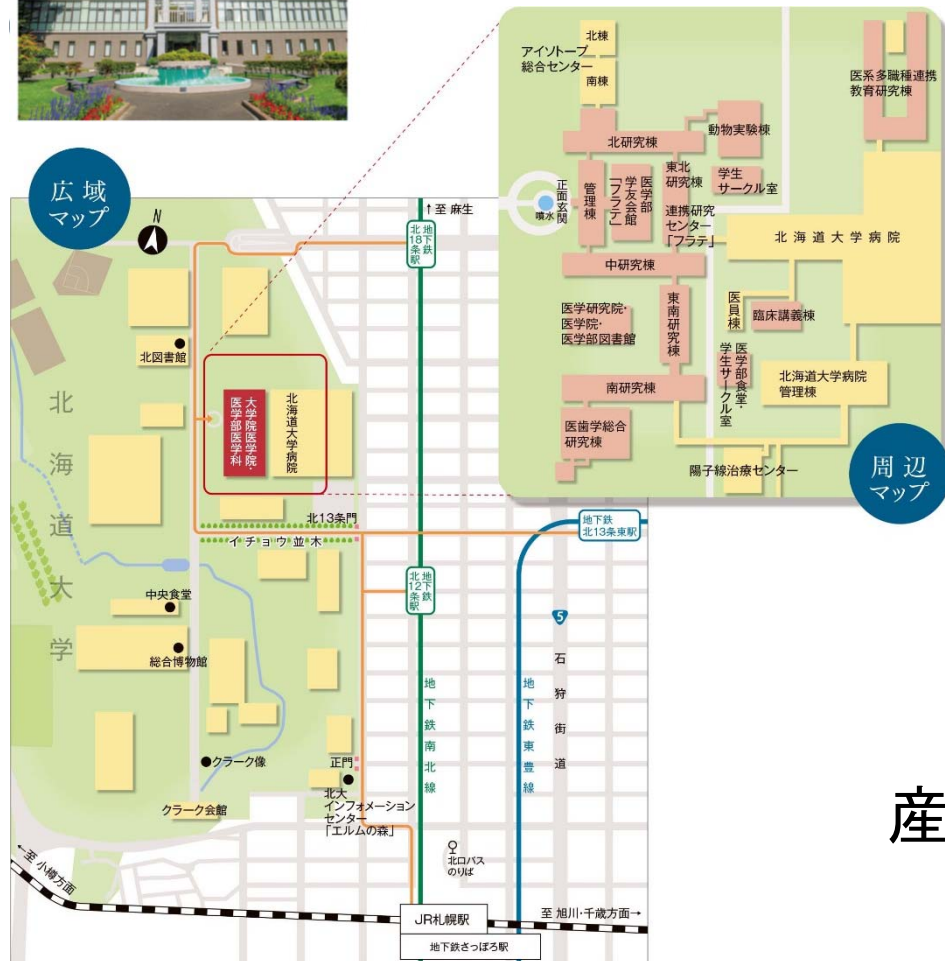 広域
マップ
N
↑至 麻生
地下鉄
北18条駅
北図書館
大学院医学院・
医学部医学科
北海道大学病院
北海道大学
北13条門
イチョウ並木
地下鉄
北13条東駅
地下鉄
北12条駅
中央食堂
総合博物館
5
石狩街道
地下鉄南北線
地下鉄東豊線
クラーク像
正門
クラーク会館
北大
インフォメーション
センター
「エルムの森」
北口バス
のりば
←至 小樽方面
JR札幌駅
至 旭川・千歳方面→
地下鉄さっぽろ駅
アイソトープ
総合センター
北棟
南棟
医系多職種連携
教育研究棟
動物実験棟
北研究棟
東北
研究棟
学生
サークル室
正面玄関
噴水
管理棟
医学部
学友会館
「フラテ」
連携研究
センター
「フラテ」
北海道大学病院
中研究棟
医員棟
臨床講義棟
医学研究院・
医学院・
医学部図書館
東南研究棟
医学部食堂・
学生サークル室
南研究棟
北海道大学病院
管理棟
医歯学総合
研究棟
陽子線治療センター
周辺
マップ
産